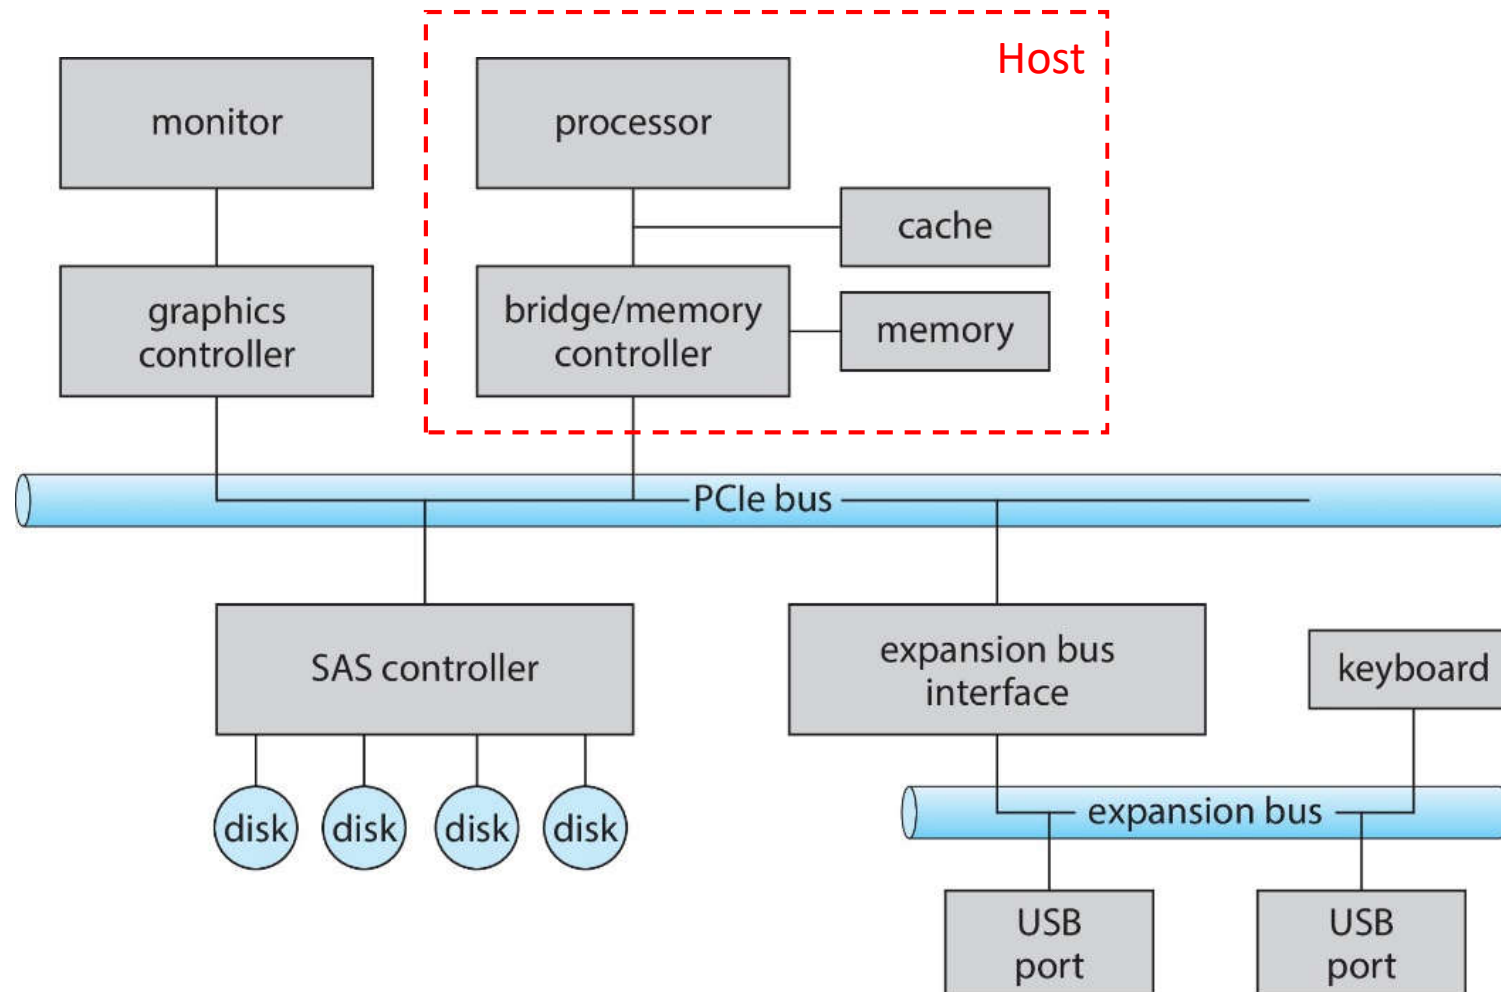 Host
monitor
processor
cache
graphics
controller
bridge/memory
controller
memory
PCIe bus
SAS controller
expansion bus
interface
keyboard
disk
disk
disk
disk
expansion bus
USB
port
USB
port